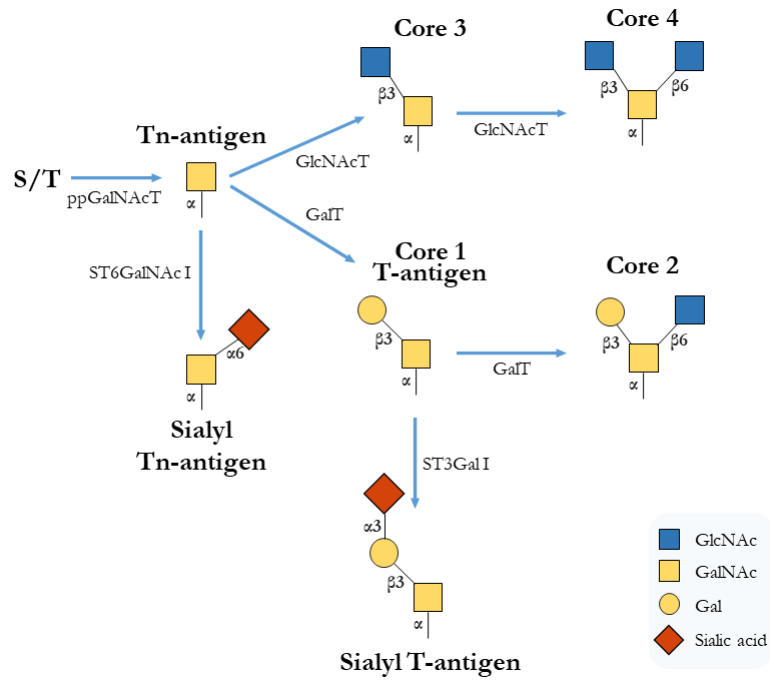 Core 3
Core 4
β3
α
GlcNAcT
β3
β6
α
Tn-antigen
S/T
ppGalNAcT
α
GlcNAcT
GalT
ST6GalNAc I
Core 1
T-antigen
β3
α
GalT
Core 2
β3
β6
α
α6
α
Sialyl
Tn-antigen
ST3Gal I
α3
β3
α
Sialyl T-antigen
GlcNAc
GalNAc
Gal
Sialic acid